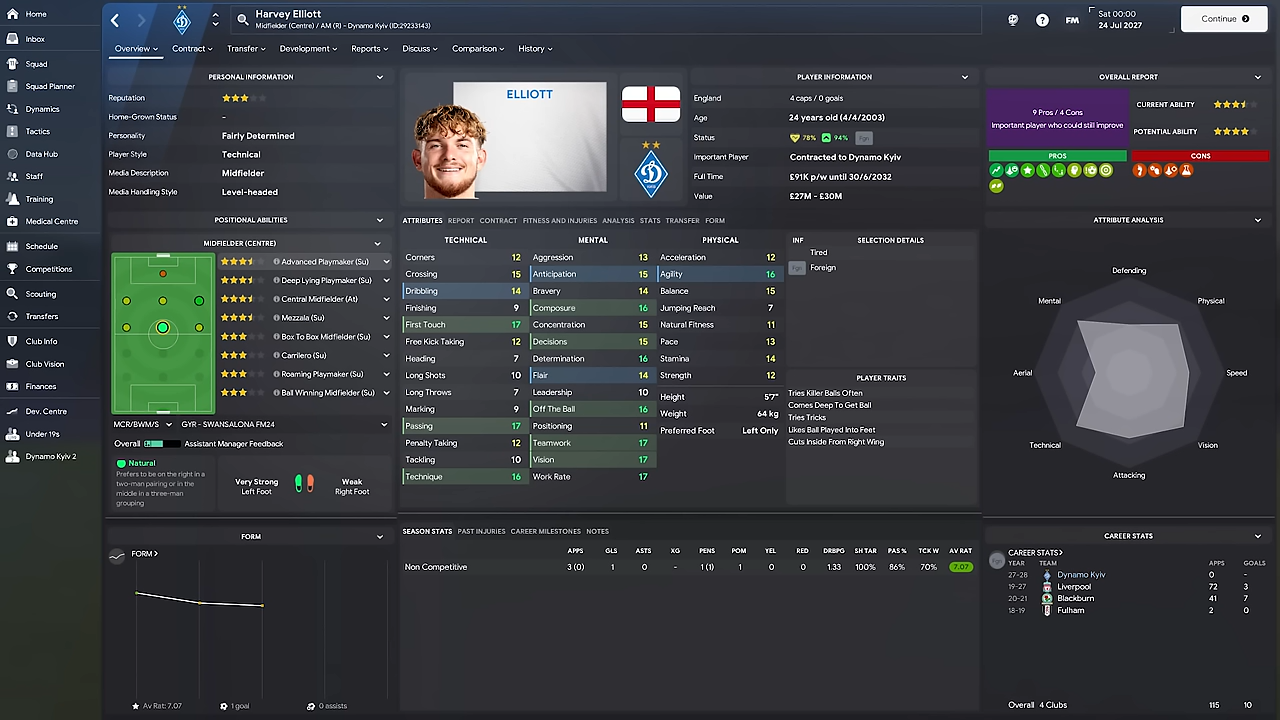 Home
Inbox
Squad
Squad Planner
Dynamics
Tactics
Data Hub
Staff
Training
Medical Centre
Schedule
Competitions
Scouting
Transfers
Club Info
Club Vision
Finances
Dev. Centre
Under 19s
Dynamo Kyiv 2
Harvey Elliott
Midfielder (Centre) / AM (R) - Dynamo Kyiv (ID:29233143)
FM
Sat 00:00
24 Jul 2027
Continue
Overview Contract Transfer Development Reports Discuss Comparison History
PERSONAL INFORMATION
Reputation
Home-Grown Status -
Personality Fairly Determined
Player Style Technical
Media Description Midfielder
Media Handling Style Level-headed
POSITIONAL ABILITIES
MIDFIELDER (CENTRE)
Advanced Playmaker (Su)
Deep Lying Playmaker (Su)
Central Midfielder (At)
Mezzala (Su)
Box To Box Midfielder (Su)
Carrilero (Su)
Roaming Playmaker (Su)
Ball Winning Midfielder (Su)
MCR/BWM/S GYR - SWANSALONA FM24
Overall Assistant Manager Feedback
Natural
Prefers to be on the right in a
two-man pairing or in the
middle in a three-man
grouping
Very Strong
Left Foot
Weak
Right Foot
FORM
FORM >
Av Rat: 7.07 1 goal 0 assists
ELLIOTT
PLAYER INFORMATION
England 4 caps / 0 goals
Age 24 years old (4/4/2003)
Status 78% 94% Fgn
Important Player Contracted to Dynamo Kyiv
Full Time £91K p/w until 30/6/2032
Value £27M - £30M
ATTRIBUTES REPORT CONTRACT FITNESS AND INJURIES ANALYSIS STATS TRANSFER FORM
TECHNICAL
Corners 12
Crossing 15
Dribbling 14
Finishing 9
First Touch 17
Free Kick Taking 12
Heading 7
Long Shots 10
Long Throws 7
Marking 9
Passing 17
Penalty Taking 12
Tackling 10
Technique 16
MENTAL
Aggression 13
Anticipation 15
Bravery 14
Composure 16
Concentration 15
Decisions 15
Determination 16
Flair 14
Leadership 10
Off The Ball 16
Positioning 11
Teamwork 17
Vision 17
Work Rate 17
PHYSICAL
Acceleration 12
Agility 16
Balance 15
Jumping Reach 7
Natural Fitness 11
Pace 13
Stamina 14
Strength 12
Height 5'7"
Weight 64 kg
Preferred Foot Left Only
INF SELECTION DETAILS
Tired
Fgn Foreign
PLAYER TRAITS
Tries Killer Balls Often
Comes Deep To Get Ball
Tries Tricks
Likes Ball Played Into Feet
Cuts Inside From Right Wing
SEASON STATS PAST INJURIES CAREER MILESTONES NOTES
APPS GLS ASTS XG PENS POM YEL RED DRBPG SH TAR PAS % TCK W AV RAT
Non Competitive 3 (0) 1 0 - 1 (1) 1 0 0 1.33 100% 86% 70% 7.07
OVERALL REPORT
9 Pros / 4 Cons
Important player who could still improve
CURRENT ABILITY
POTENTIAL ABILITY
PROS CONS
ATTRIBUTE ANALYSIS
Defending
Physical
Speed
Vision
Attacking
Technical
Aerial
Mental
CAREER STATS
Fgn
CAREER STATS >
YEAR TEAM APPS GOALS
27-28 Dynamo Kyiv 0 -
19-27 Liverpool 72 3
20-21 Blackburn 41 7
18-19 Fulham 2 0
Overall 4 Clubs 115 10